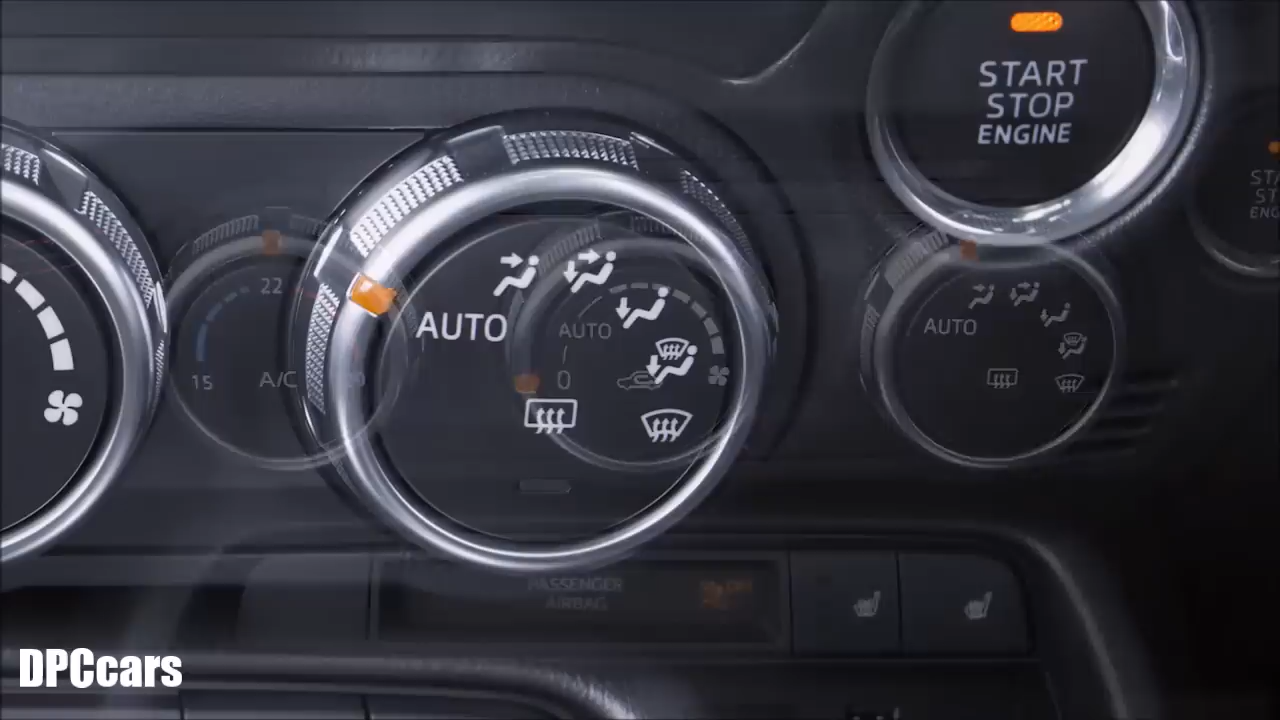 START
STOP
ENGINE
22
AUTO
AUTO
AUTO
15
A/C
0
PASSENGER
AIRBAG
DPCcars